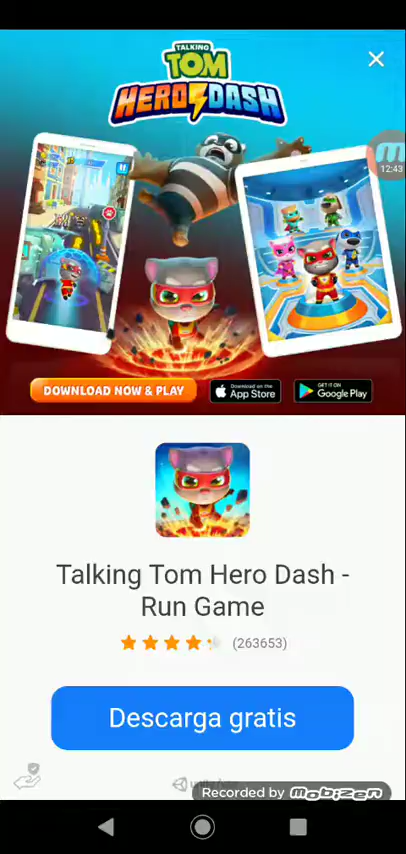 TALKING
TOM
HERO DASH
12:43
DOWNLOAD NOW & PLAY
Download on the
App Store
GET IT ON
Google Play
Talking Tom Hero Dash -
Run Game
(263653)
Descarga gratis
Recorded by mobizen